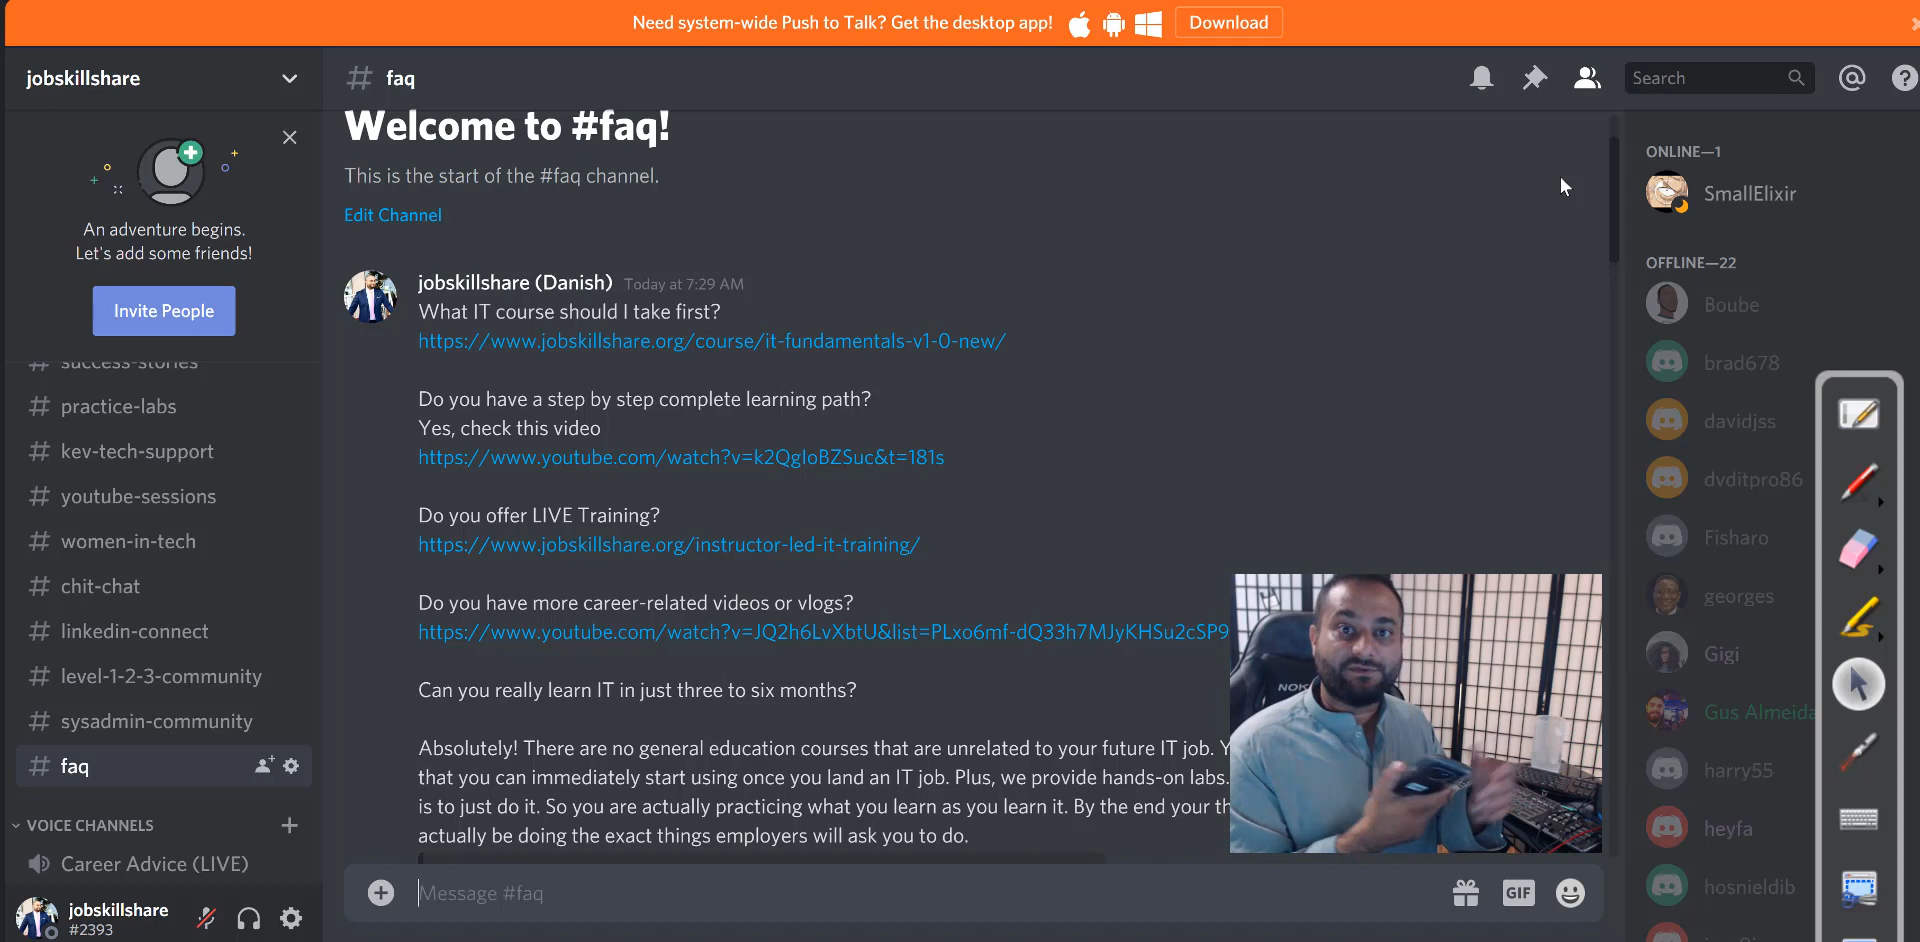 Need system-wide Push to Talk? Get the desktop app!
Download
jobskillshare
faq
Search
Welcome to #faq!
This is the start of the #faq channel.
Edit Channel
An adventure begins.
Let's add some friends!
Invite People
success-stories
practice-labs
kev-tech-support
youtube-sessions
women-in-tech
chit-chat
linkedin-connect
level-1-2-3-community
sysadmin-community
faq
VOICE CHANNELS
Career Advice (LIVE)
jobskillshare
#2393
jobskillshare (Danish) Today at 7:29 AM
What IT course should I take first?
https://www.jobskillshare.org/course/it-fundamentals-v1-0-new/
Do you have a step by step complete learning path?
Yes, check this video
https://www.youtube.com/watch?v=k2QgIoBZSuc&t=181s
Do you offer LIVE Training?
https://www.jobskillshare.org/instructor-led-it-training/
Do you have more career-related videos or vlogs?
https://www.youtube.com/watch?v=JQ2h6LvXbtU&list=PLxo6mf-dQ33h7MJyKHSu2cSP9
Can you really learn IT in just three to six months?
Absolutely! There are no general education courses that are unrelated to your future IT job. Y
that you can immediately start using once you land an IT job. Plus, we provide hands-on labs.
is to just do it. So you are actually practicing what you learn as you learn it. By the end your th
actually be doing the exact things employers will ask you to do.
Message #faq
GIF
ONLINE—1
SmallElixir
OFFLINE—22
Boube
brad678
davidjss
dvditpro86
Fisharo
georges
Gigi
Gus Almeida
harry55
heyfa
hosnieldib